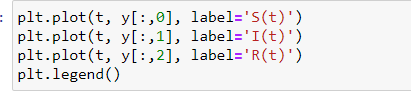 : plt.plot(t, y[:,0], label='S(t)')
plt.plot(t, y[:,1], label='I(t)')
plt.plot(t, y[:,2], label='R(t)')
plt.legend()